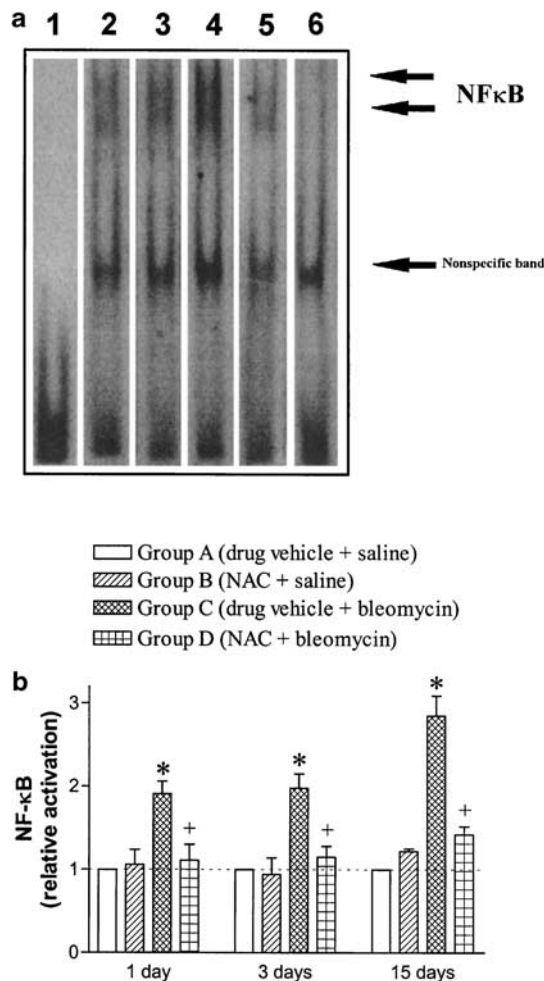 a 1 2 3 4 5 6
NFκB
Nonspecific band
Group A (drug vehicle + saline)
Group B (NAC + saline)
Group C (drug vehicle + bleomycin)
Group D (NAC + bleomycin)
b
NF-κB
(relative activation)
3
2
1
0
* + * + * +
1 day 3 days 15 days